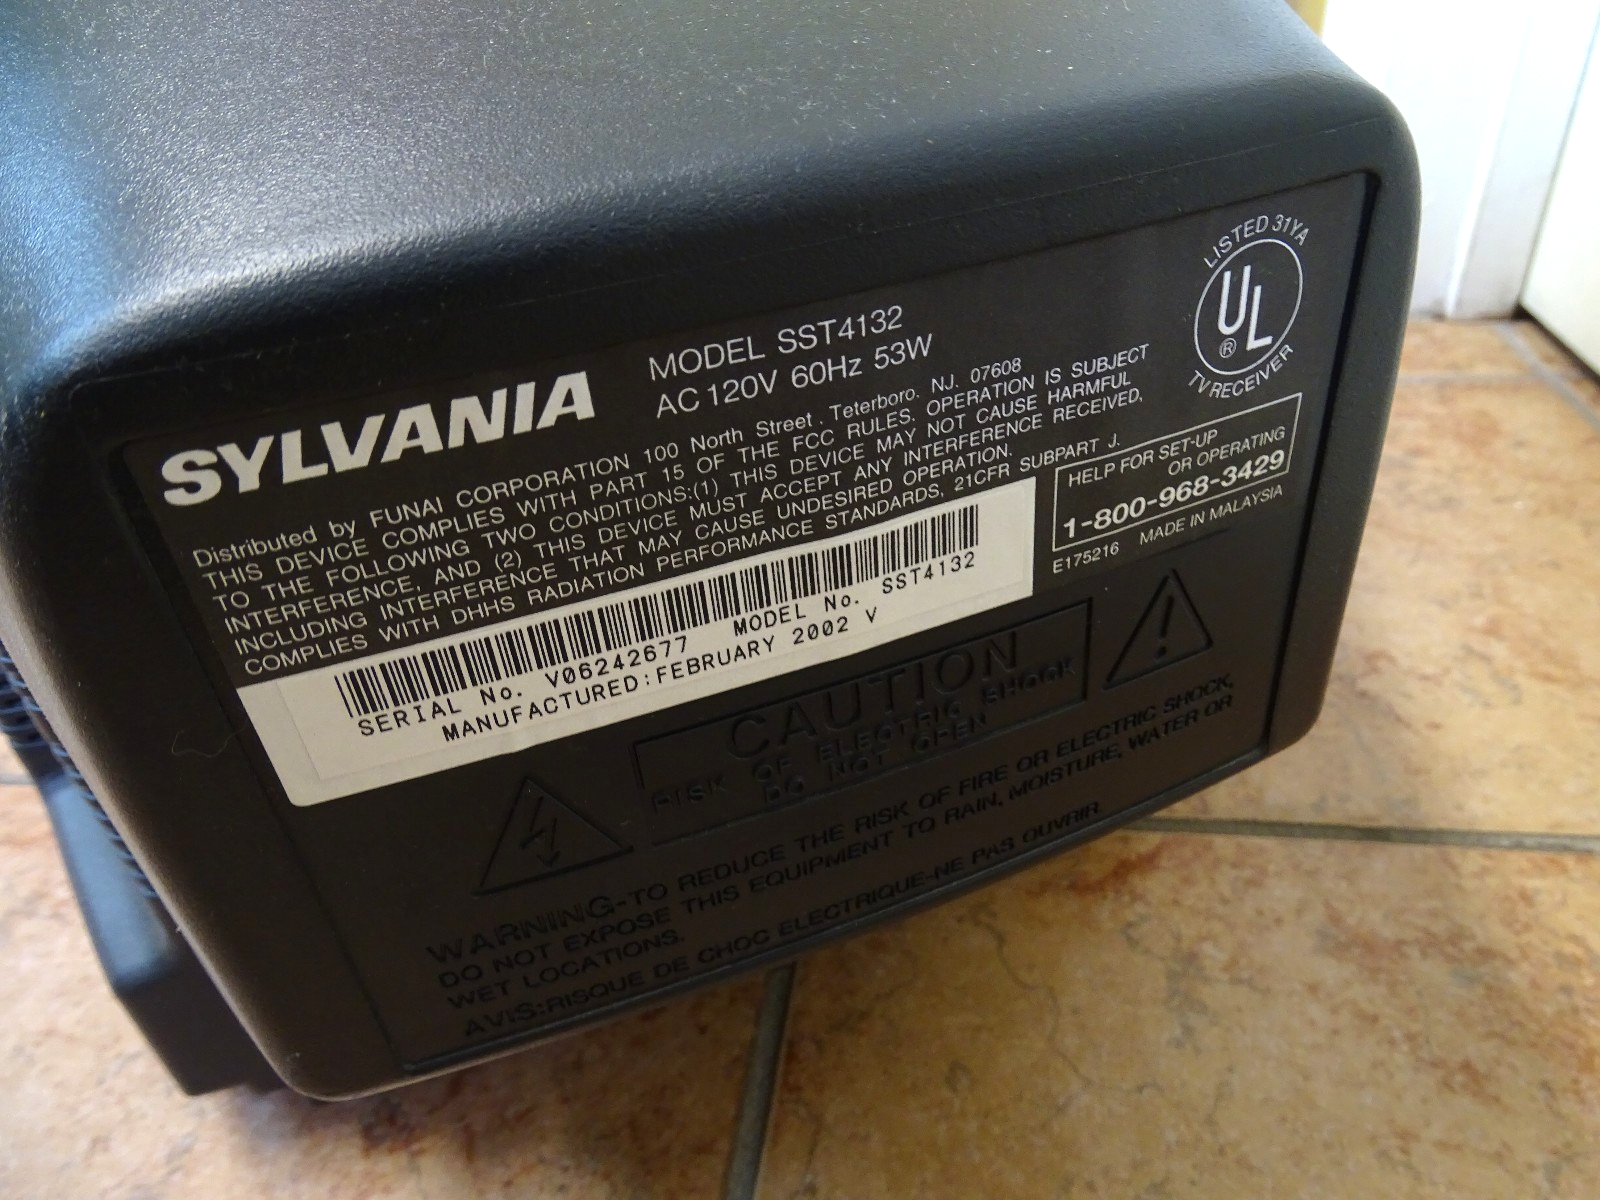 SYLVANIA
MODEL SST4132
AC 120V 60Hz 53W
Distributed by FUNAI CORPORATION 100 North Street . Teterboro. NJ. 07608
THIS DEVICE COMPLIES WITH PART 15 OF THE FCC RULES. OPERATION IS SUBJECT
TO THE FOLLOWING TWO CONDITIONS:(1) THIS DEVICE MAY NOT CAUSE HARMFUL
INTERFERENCE, AND (2) THIS DEVICE MUST ACCEPT ANY INTERFERENCE RECEIVED,
INCLUDING INTERFERENCE THAT MAY CAUSE UNDESIRED OPERATION.
COMPLIES WITH DHHS RADIATION PERFORMANCE STANDARDS, 21CFR SUBPART J.
LISTED 31YA
UL
®
TV RECEIVER
HELP FOR SET-UP
OR OPERATING
1-800-968-3429
E175216 MADE IN MALAYSIA
SERIAL No. V06242677 MODEL No. SST4132
MANUFACTURED:FEBRUARY 2002 V
CAUTION
RISK OF ELECTRIC SHOCK
DO NOT OPEN
WARNING-TO REDUCE THE RISK OF FIRE OR ELECTRIC SHOCK,
DO NOT EXPOSE THIS EQUIPMENT TO RAIN, MOISTURE, WATER OR
WET LOCATIONS.
AVIS:RISQUE DE CHOC ELECTRIQUE-NE PAS OUVRIR.